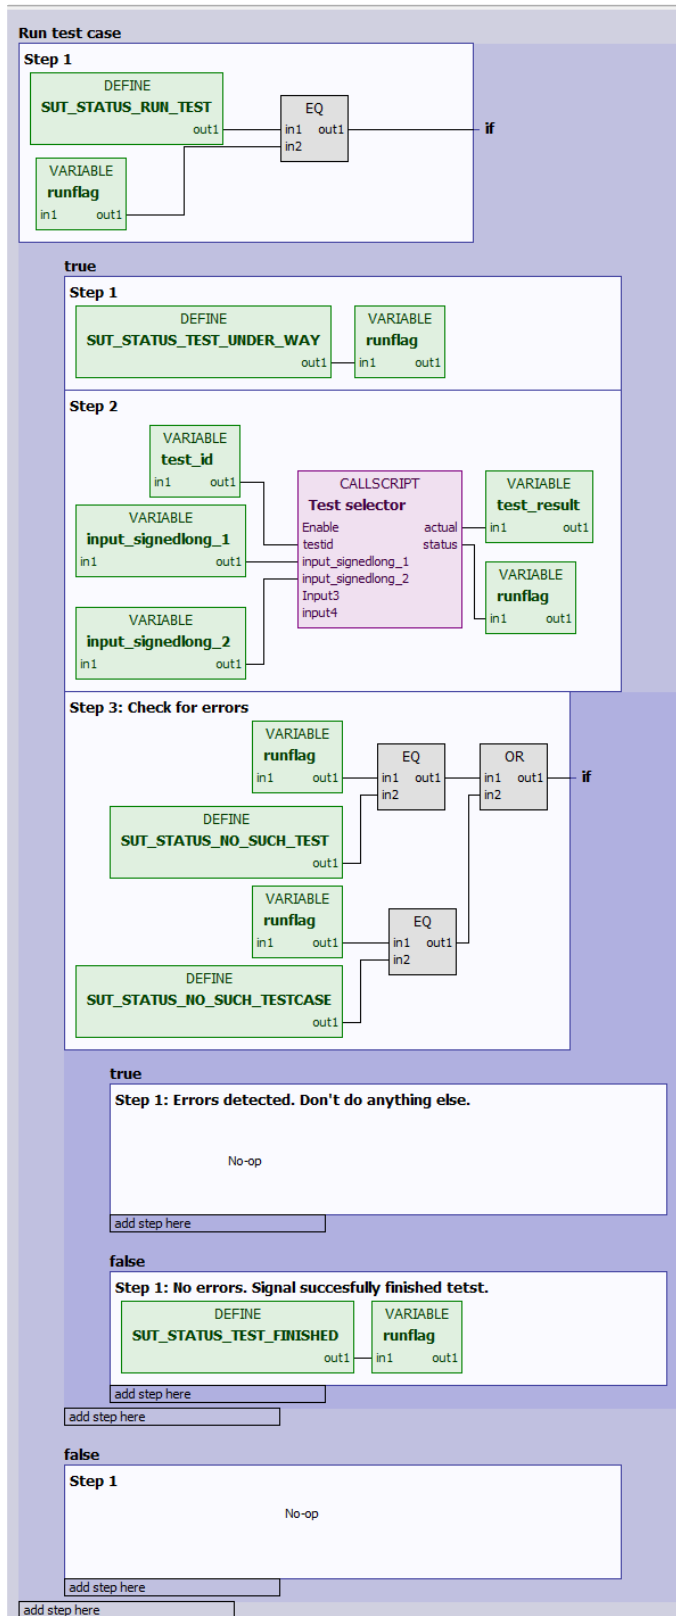 Run test case
Step 1
DEFINE
SUT_STATUS_RUN_TEST
out1
EQ
in1 out1
in2
if
VARIABLE
runflag
in1 out1
true
Step 1
DEFINE
SUT_STATUS_TEST_UNDER_WAY
out1
VARIABLE
runflag
in1 out1
Step 2
VARIABLE
test_id
in1 out1
VARIABLE
input_signedlong_1
in1 out1
VARIABLE
input_signedlong_2
in1 out1
CALLSCRIPT
Test selector
Enable actual
testid status
input_signedlong_1
input_signedlong_2
Input3
input4
VARIABLE
test_result
in1 out1
VARIABLE
runflag
in1 out1
Step 3: Check for errors
VARIABLE
runflag
in1 out1
DEFINE
SUT_STATUS_NO_SUCH_TEST
out1
EQ
in1 out1
in2
OR
in1 out1
in2
if
VARIABLE
runflag
in1 out1
DEFINE
SUT_STATUS_NO_SUCH_TESTCASE
out1
EQ
in1 out1
in2
true
Step 1: Errors detected. Don't do anything else.
No-op
add step here
false
Step 1: No errors. Signal succesfully finished tetst.
DEFINE
SUT_STATUS_TEST_FINISHED
out1
VARIABLE
runflag
in1 out1
add step here
add step here
false
Step 1
No-op
add step here
add step here